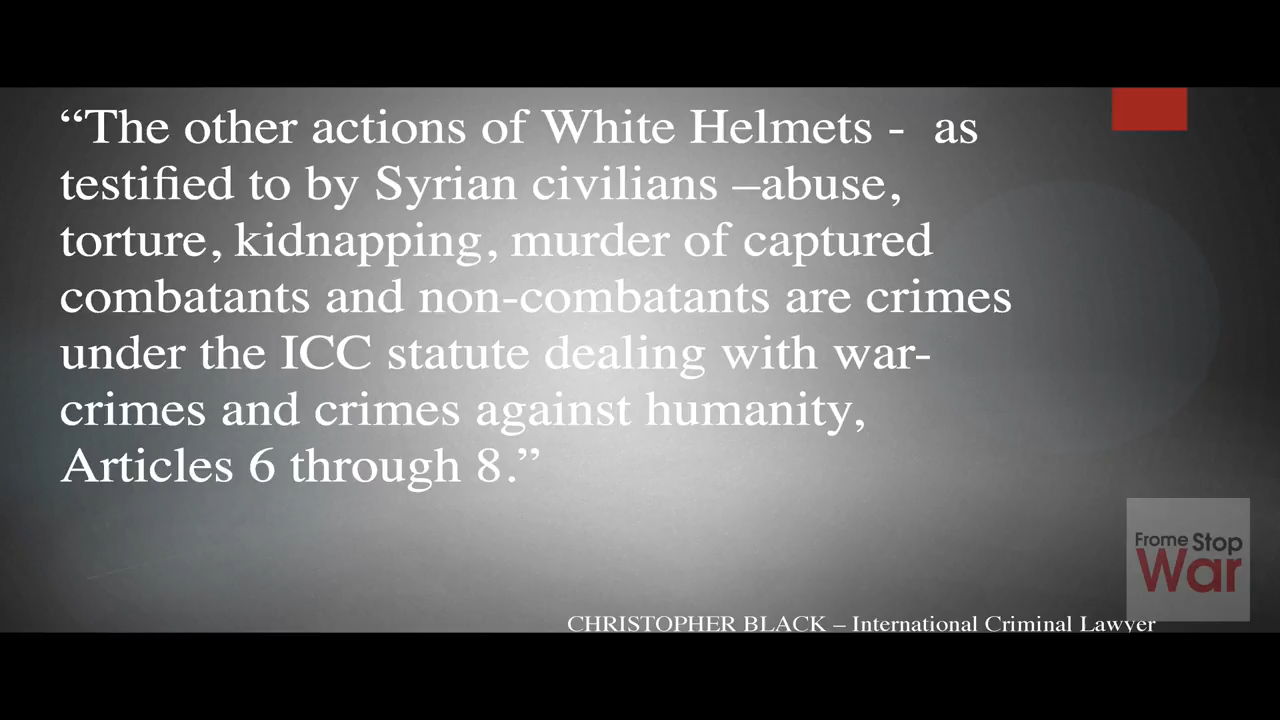 “The other actions of White Helmets -  as
testified to by Syrian civilians –abuse,
torture, kidnapping, murder of captured
combatants and non-combatants are crimes
under the ICC statute dealing with war-
crimes and crimes against humanity,
Articles 6 through 8.”
Frome Stop
War
CHRISTOPHER BLACK – International Criminal Lawyer